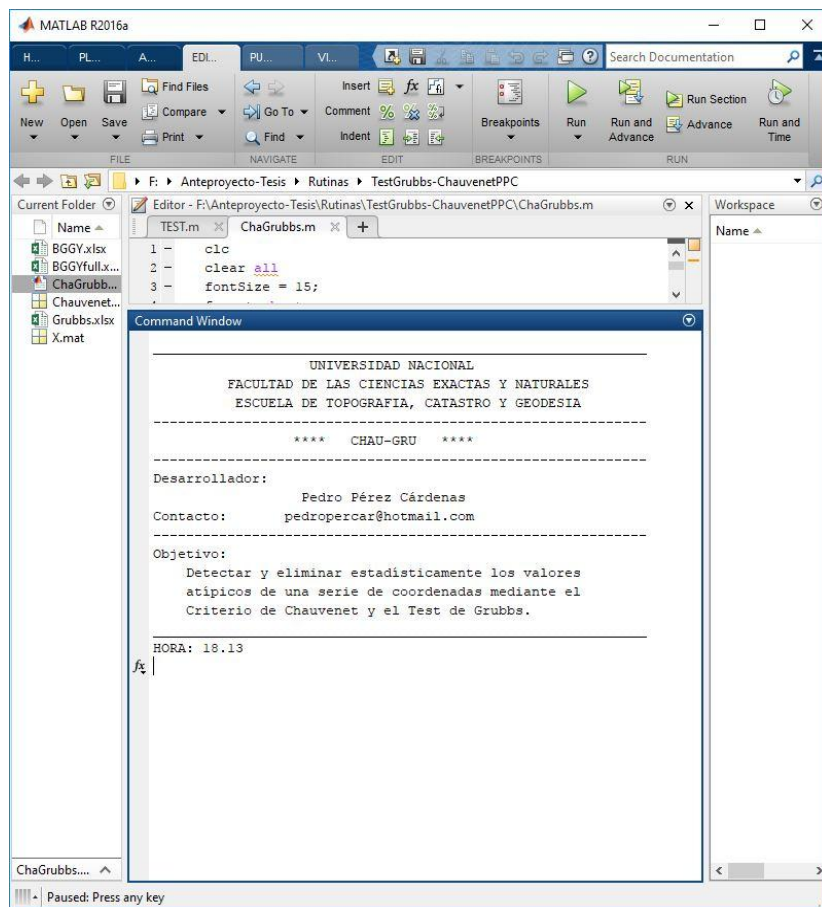 MATLAB R2016a
H... PL... A... EDI... PU... VI... Search Documentation
Find Files Insert fx
New Open Save Compare Go To Comment Breakpoints Run Run and Advance Run Section Advance Run and Time
Print Find Indent
FILE NAVIGATE EDIT BREAKPOINTS RUN
F: Anteproyecto-Tesis Rutinas TestGrubbs-ChauvenetPPC
Current Folder
Name
BGGY.xlsx
BGGYfull.x...
ChaGrubb...
Chauvenet...
Grubbs.xlsx
X.mat
Editor - F:\Anteproyecto-Tesis\Rutinas\TestGrubbs-ChauvenetPPC\ChaGrubbs.m
TEST.m ChaGrubbs.m +
1 - clc
2 - clear all
3 - fontSize = 15;
Workspace
Name
Command Window
UNIVERSIDAD NACIONAL
FACULTAD DE LAS CIENCIAS EXACTAS Y NATURALES
ESCUELA DE TOPOGRAFIA, CATASTRO Y GEODESIA
**** CHAU-GRU ****
Desarrollador:
Pedro Pérez Cárdenas
Contacto: pedropercar@hotmail.com
Objetivo:
Detectar y eliminar estadísticamente los valores
atípicos de una serie de coordenadas mediante el
Criterio de Chauvenet y el Test de Grubbs.
HORA: 18.13
fx
ChaGrubbs....
Paused: Press any key